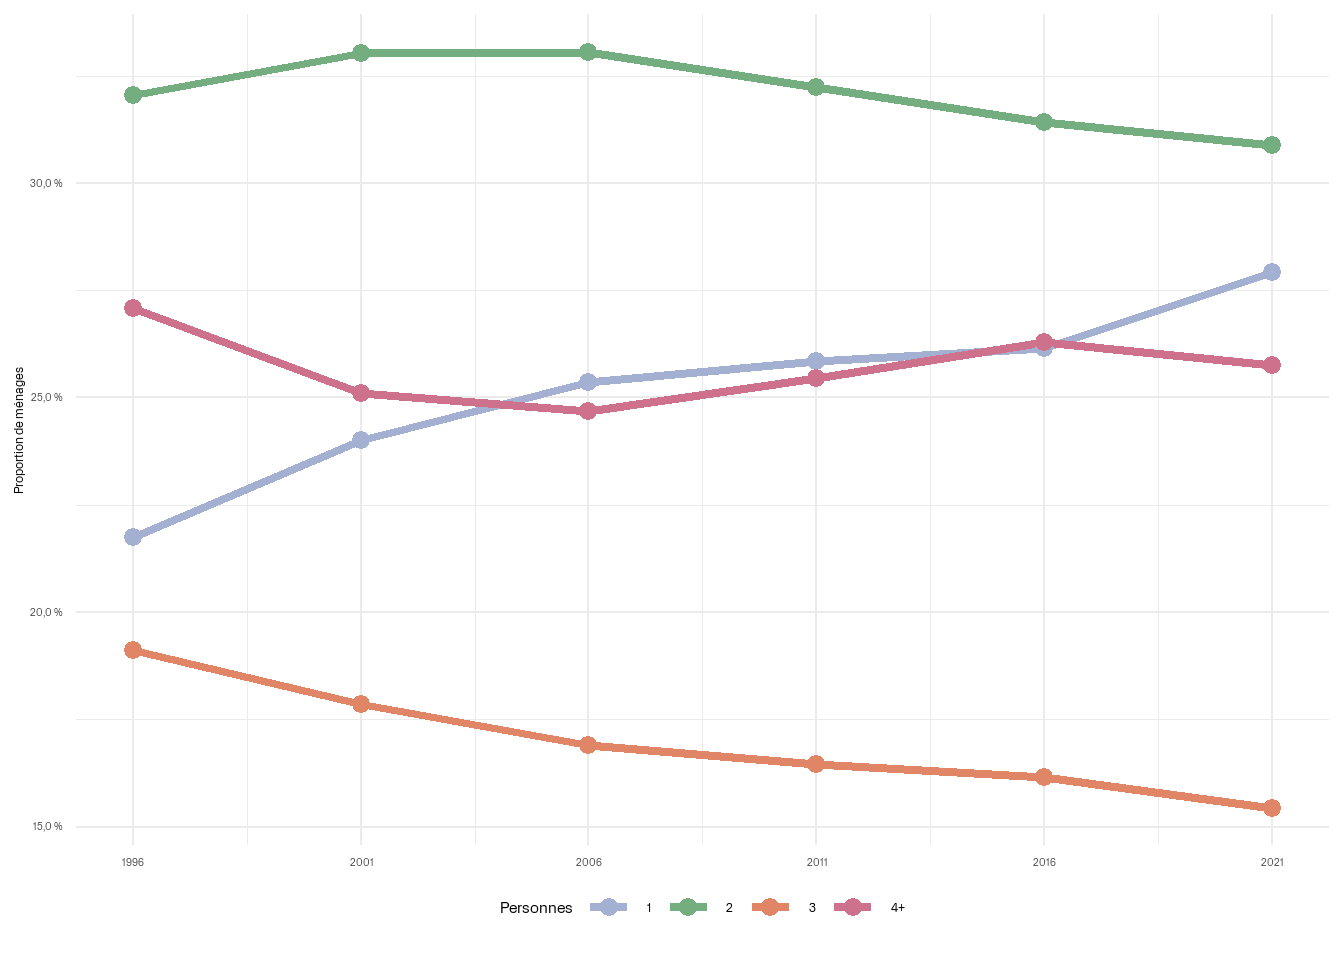 Proportion de ménages
30,0 %
25,0 %
20,0 %
15,0 %
1996 2001 2006 2011 2016 2021
Personnes 1 2 3 4+